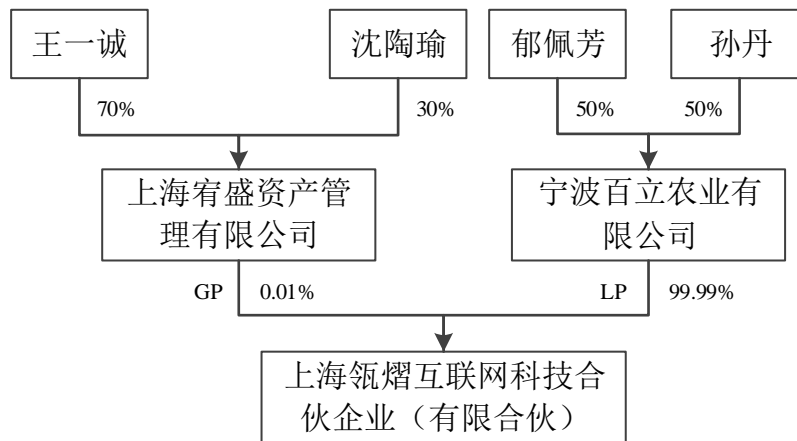 王一诚
沈陶瑜
郁佩芳
孙丹
70%
30%
50%
50%
上海宥盛资产管
理有限公司
宁波百立农业有
限公司
GP
0.01%
LP
99.99%
上海瓴熠互联网科技合
伙企业（有限合伙）